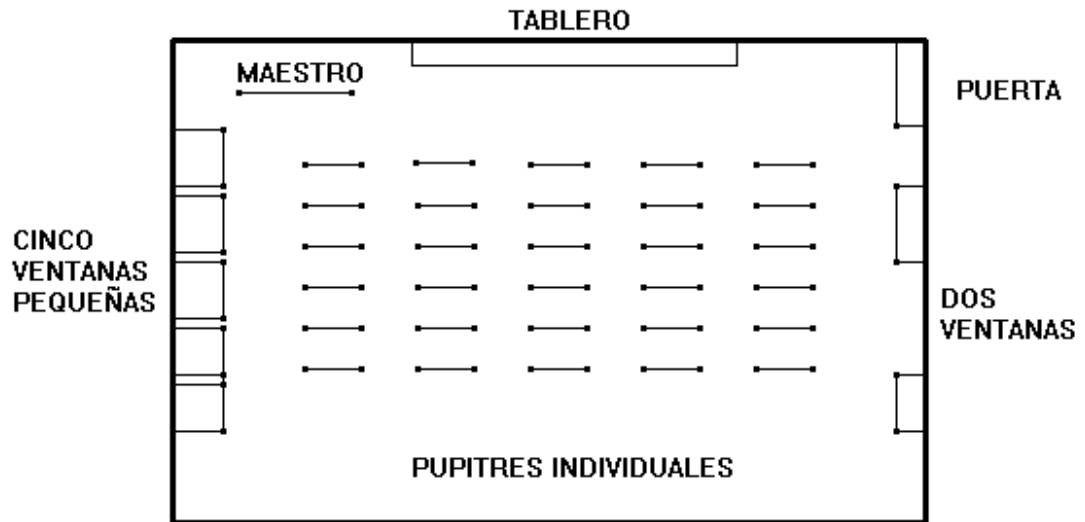 TABLERO
MAESTRO
PUERTA
CINCO
VENTANAS
PEQUEÑAS
DOS
VENTANAS
PUPITRES INDIVIDUALES